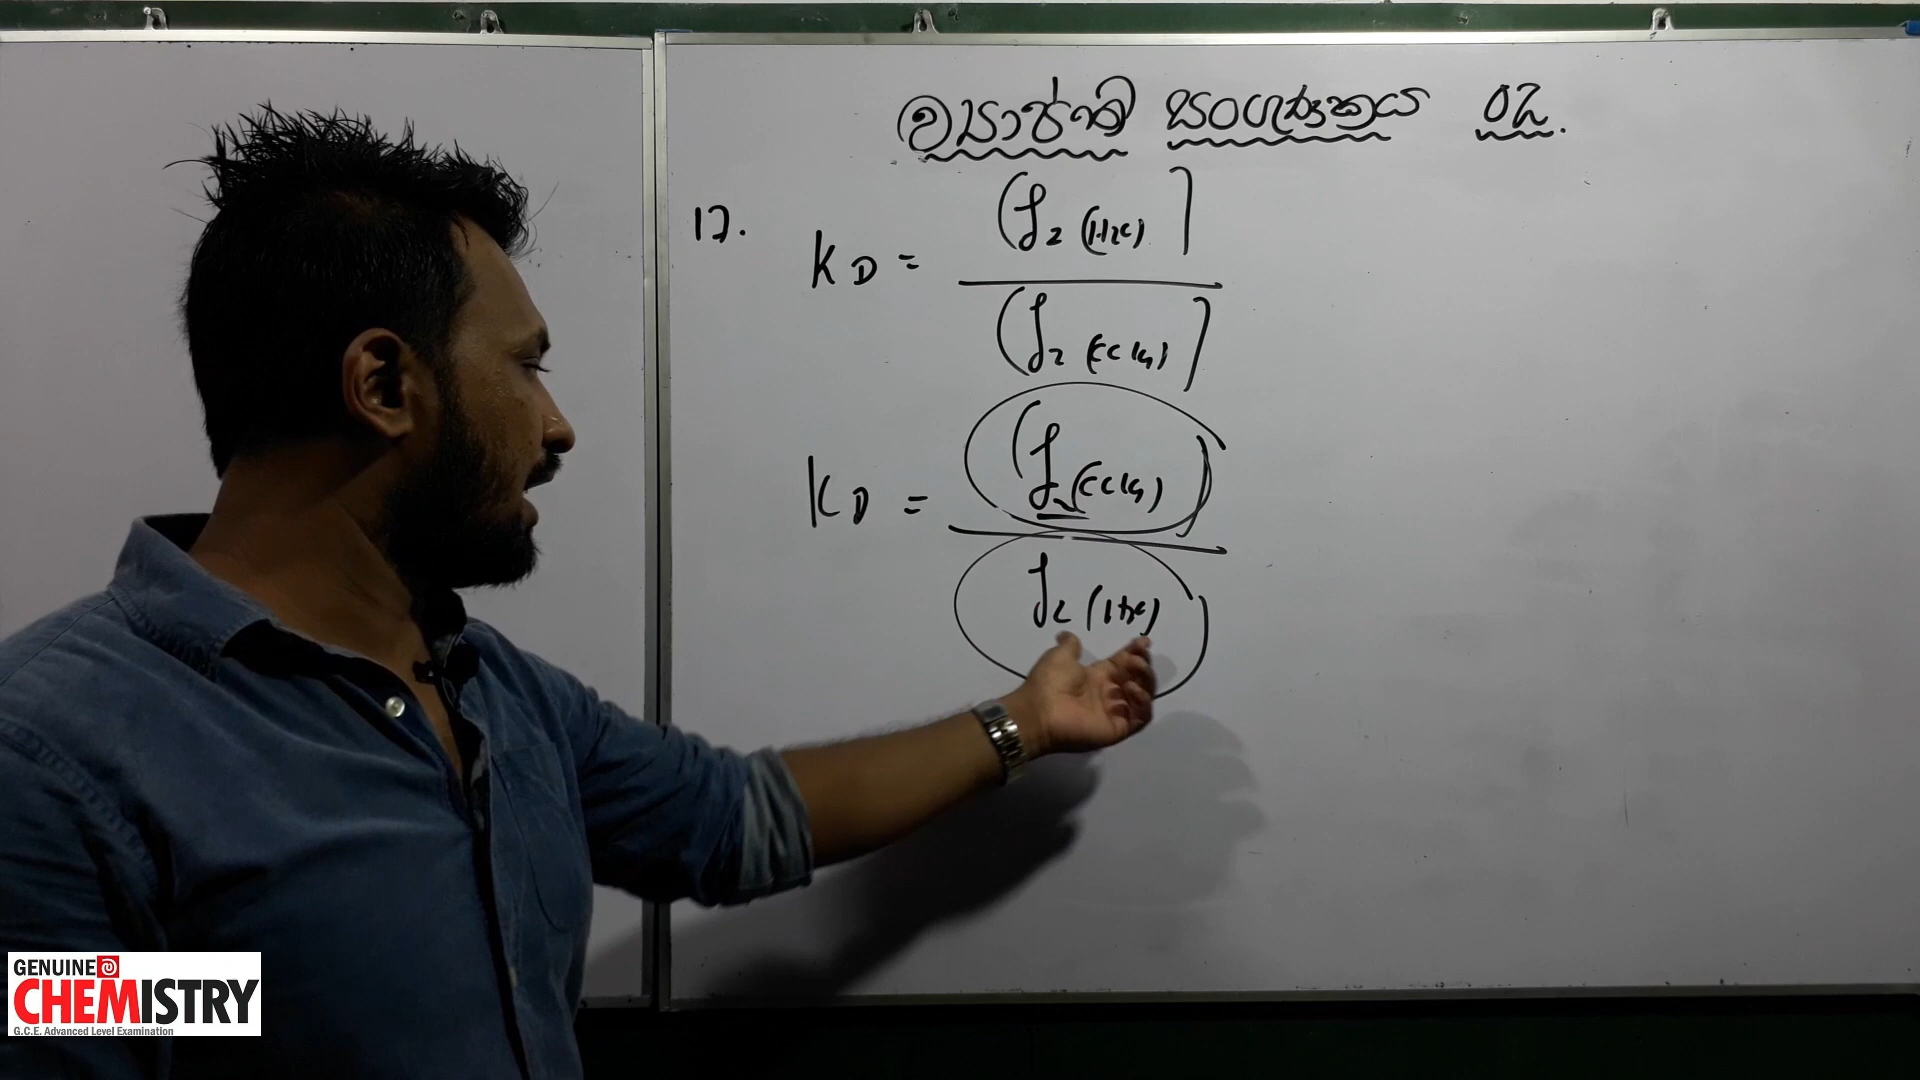 ව්‍යාප්ති සංගුණකය 02.
17.
KD = [I2 (H2O)]
[I2 (CCl4)]
KD = [I2 (CCl4)]
I2 (H2O)]
GENUINE
CHEMISTRY
G.C.E. Advanced Level Examination